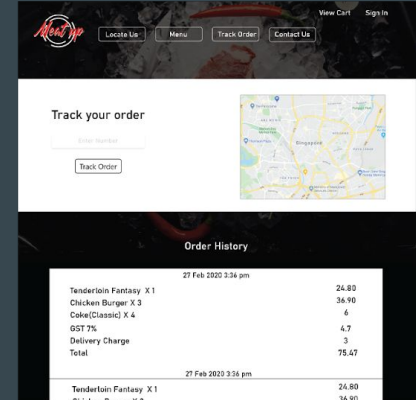 View Cart Sign In
Meat up
Locate Us Menu Track Order Contact Us
Track your order
Enter Number
Track Order
Singapore
Order History
27 Feb 2020 3:36 pm
Tenderloin Fantasy X 1 24.80
Chicken Burger X 3 36.90
Coke(Classic) X 4 6
GST 7% 4.7
Delivery Charge 3
Total 75.47
27 Feb 2020 3:36 pm
Tenderloin Fantasy X 1 24.80
Chicken Burger X 3 36.90